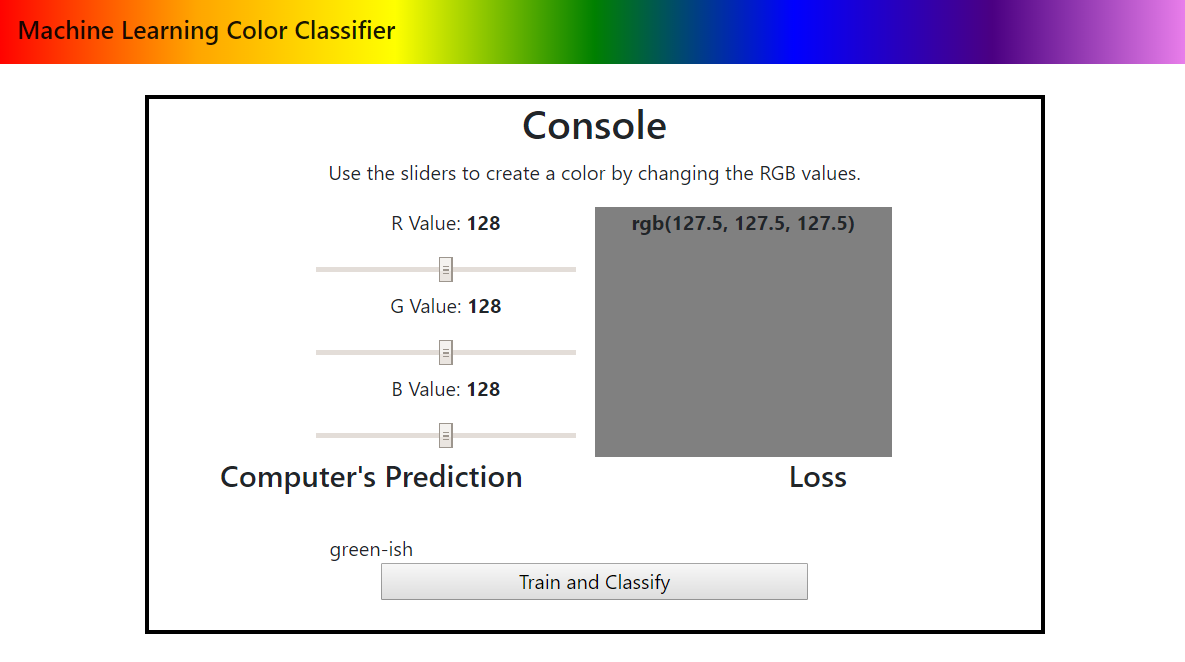 Machine Learning Color Classifier
Console
Use the sliders to create a color by changing the RGB values.
R Value: 128
rgb(127.5, 127.5, 127.5)
G Value: 128
B Value: 128
Computer's Prediction
Loss
green-ish
Train and Classify